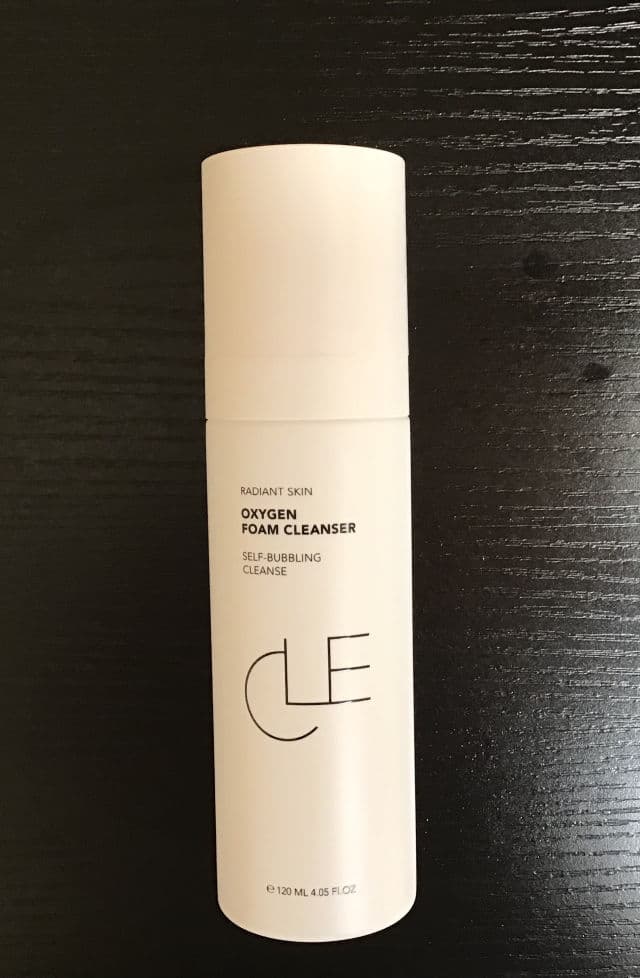 RADIANT SKIN
OXYGEN
FOAM CLEANSER
SELF-BUBBLING
CLEANSE
CLE
℮ 120 ML 4.05 FL.OZ